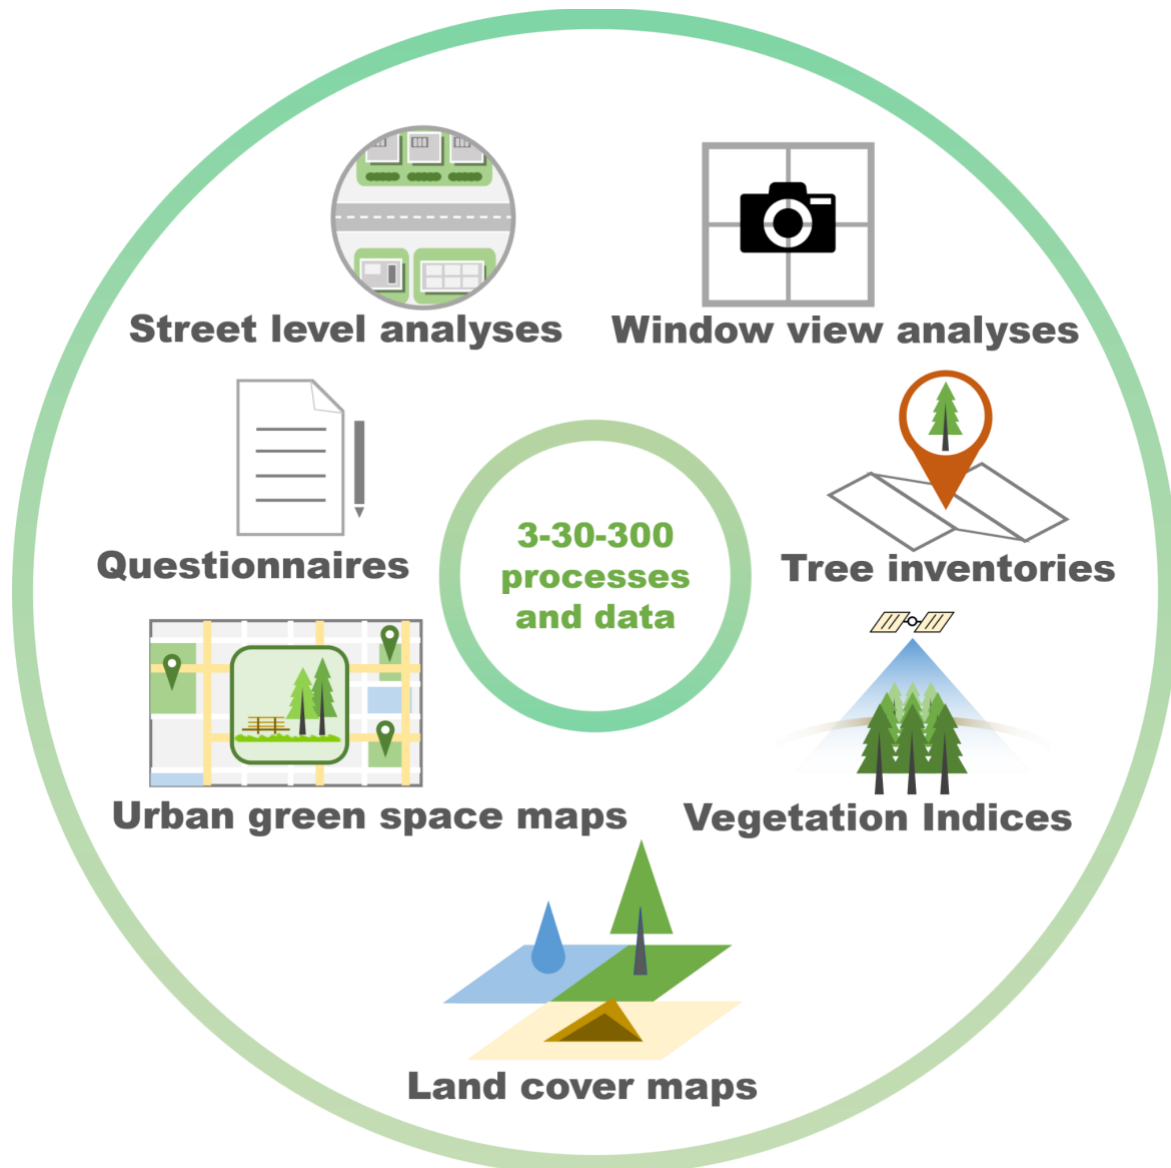 Street level analyses
Window view analyses
Questionnaires
3-30-300
processes
and data
Tree inventories
Urban green space maps
Vegetation Indices
Land cover maps